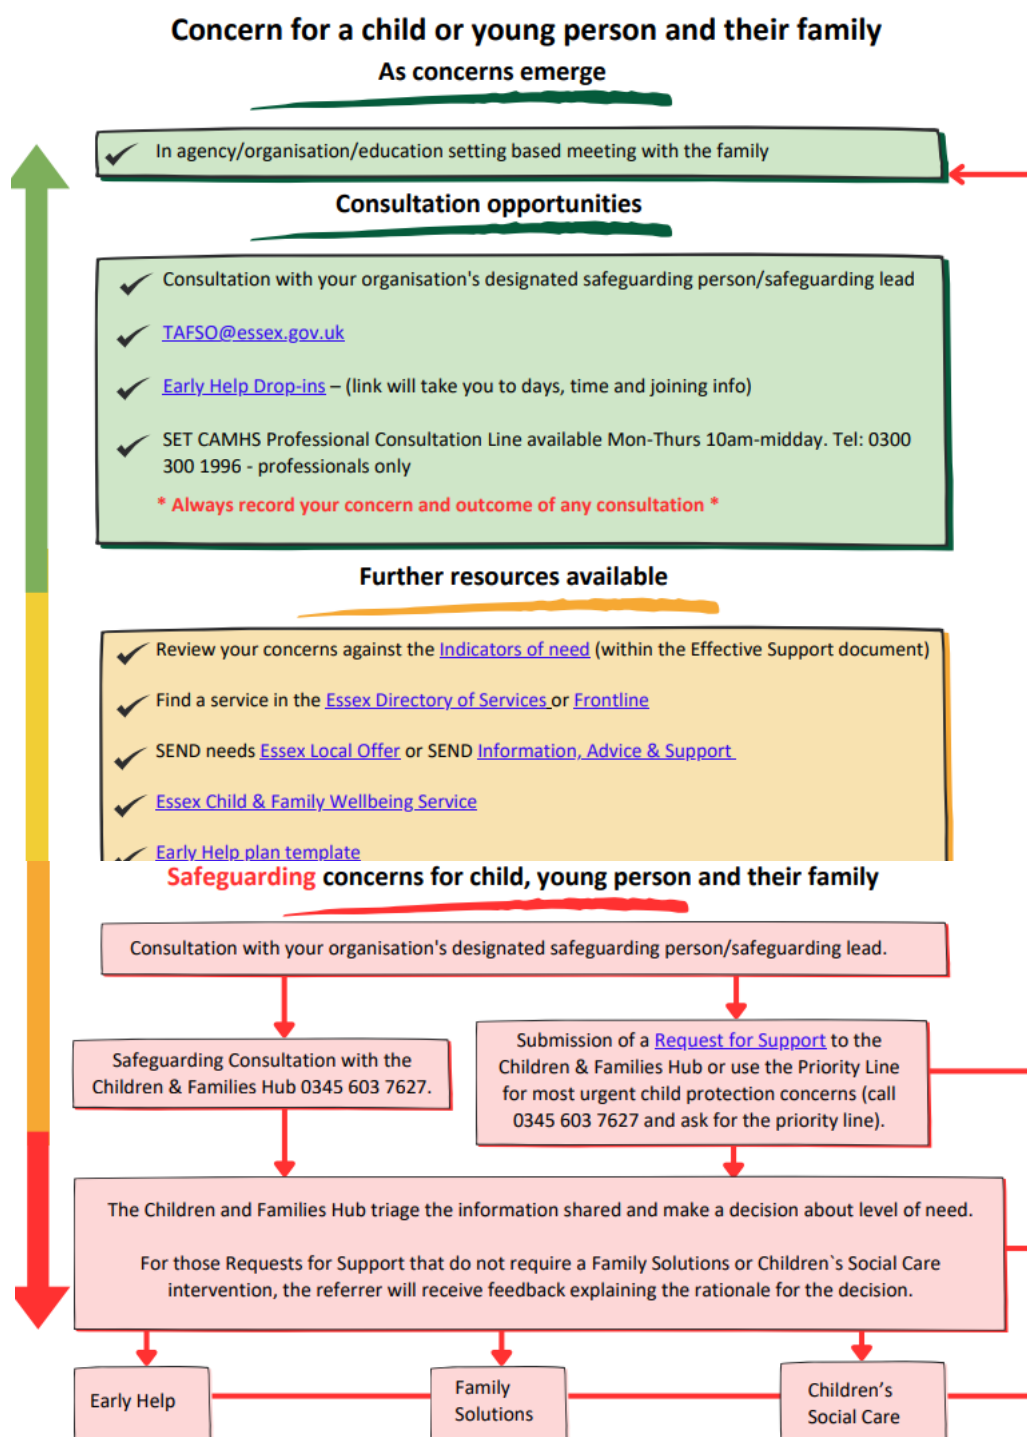 Concern for a child or young person and their family
As concerns emerge
In agency/organisation/education setting based meeting with the family
Consultation opportunities
Consultation with your organisation's designated safeguarding person/safeguarding lead
TAFSO@essex.gov.uk
Early Help Drop-ins – (link will take you to days, time and joining info)
SET CAMHS Professional Consultation Line available Mon-Thurs 10am-midday. Tel: 0300
300 1996 - professionals only
* Always record your concern and outcome of any consultation *
Further resources available
Review your concerns against the Indicators of need (within the Effective Support document)
Find a service in the Essex Directory of Services or Frontline
SEND needs Essex Local Offer or SEND Information, Advice & Support
Essex Child & Family Wellbeing Service
Early Help plan template
Safeguarding concerns for child, young person and their family
Consultation with your organisation's designated safeguarding person/safeguarding lead.
Safeguarding Consultation with the
Children & Families Hub 0345 603 7627.
Submission of a Request for Support to the
Children & Families Hub or use the Priority Line
for most urgent child protection concerns (call
0345 603 7627 and ask for the priority line).
The Children and Families Hub triage the information shared and make a decision about level of need.
For those Requests for Support that do not require a Family Solutions or Children`s Social Care
intervention, the referrer will receive feedback explaining the rationale for the decision.
Early Help
Family
Solutions
Children's
Social Care